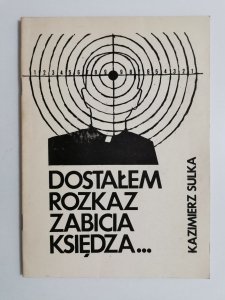 DOSTAŁEM
ROZKAZ
ZABICIA
KSIĘDZA...
KAZIMIERZ SULKA